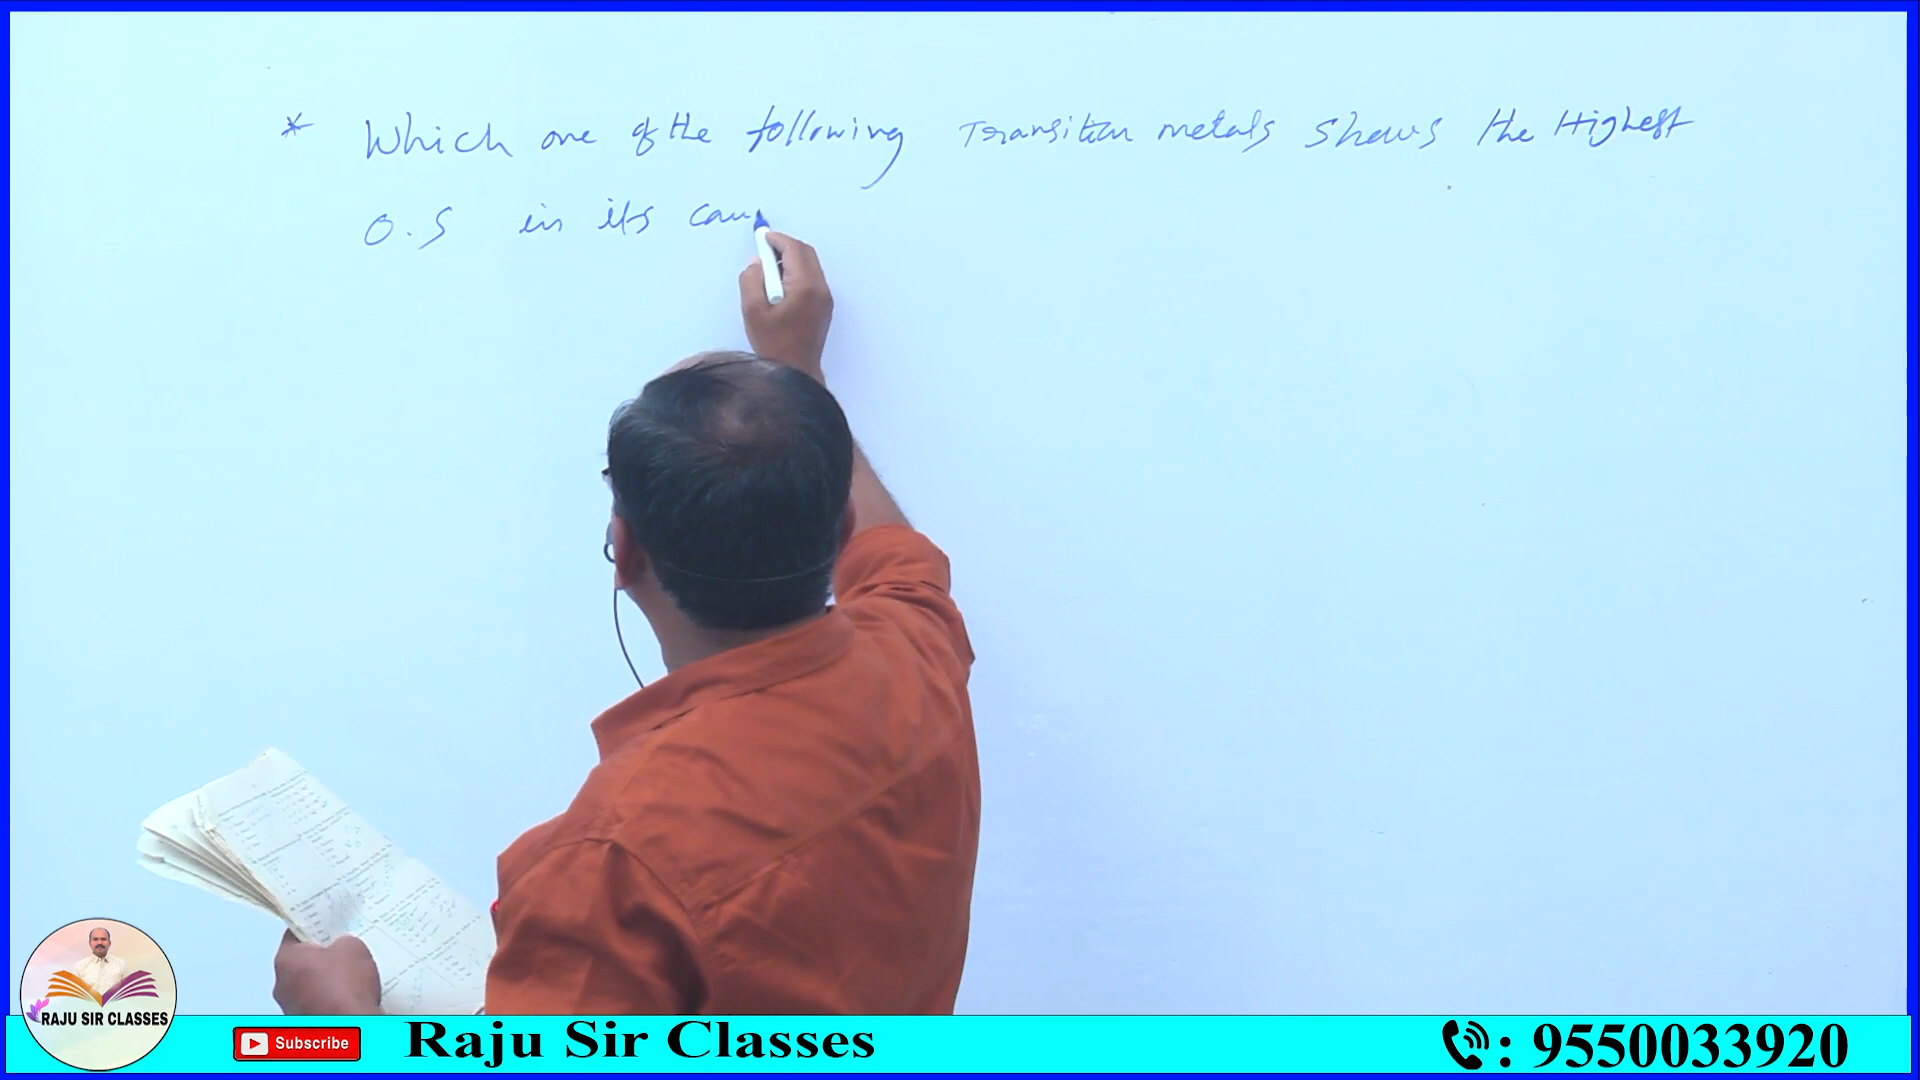 * Which one of the following Transition metals shows the Highest
O.S in its
RAJU SIR CLASSES
Subscribe
Raju Sir Classes
: 9550033920